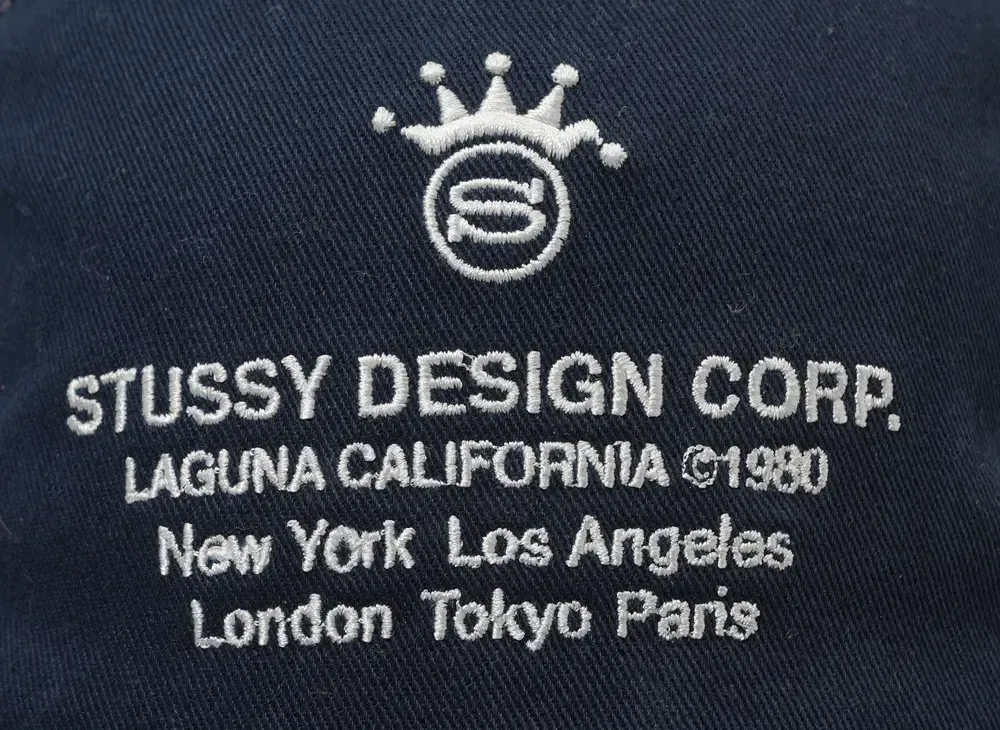 S
STUSSY DESIGN CORP.
LAGUNA CALIFORNIA ©1980
New York Los Angeles
London Tokyo Paris